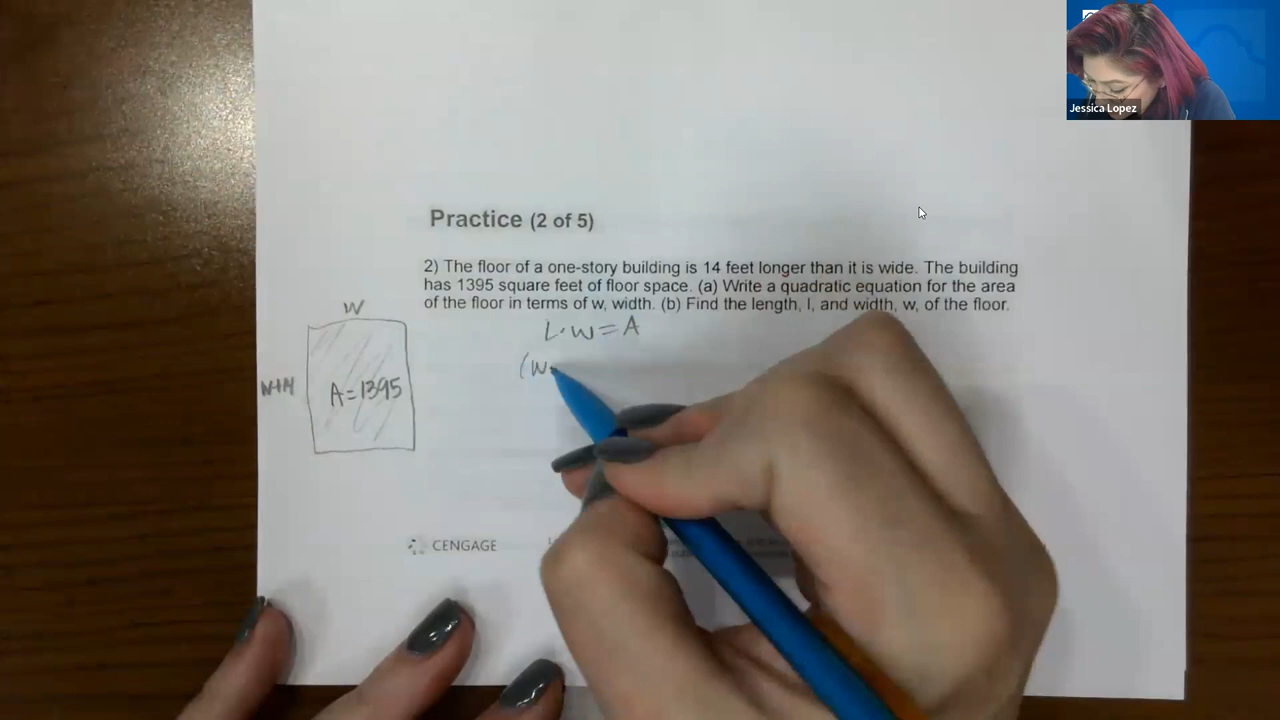 Jessica Lopez
Practice (2 of 5)
2) The floor of a one-story building is 14 feet longer than it is wide. The building
has 1395 square feet of floor space. (a) Write a quadratic equation for the area
of the floor in terms of w, width. (b) Find the length, l, and width, w, of the floor.
W
L·W=A
(W
W+14
A=1395
CENGAGE